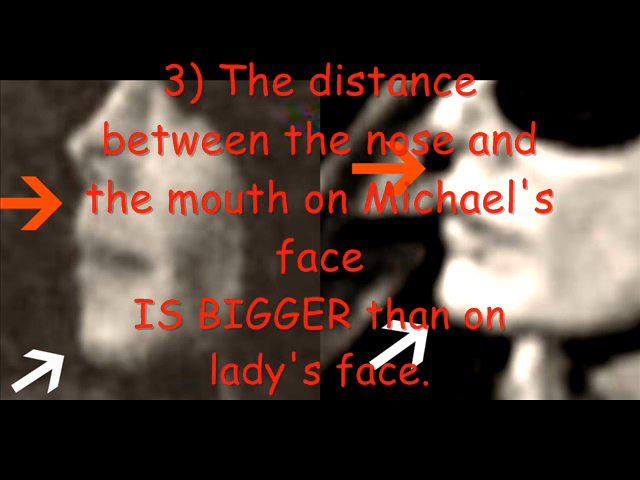 3) The distance
between the nose and
the mouth on Michael's
face
IS BIGGER than on
lady's face.